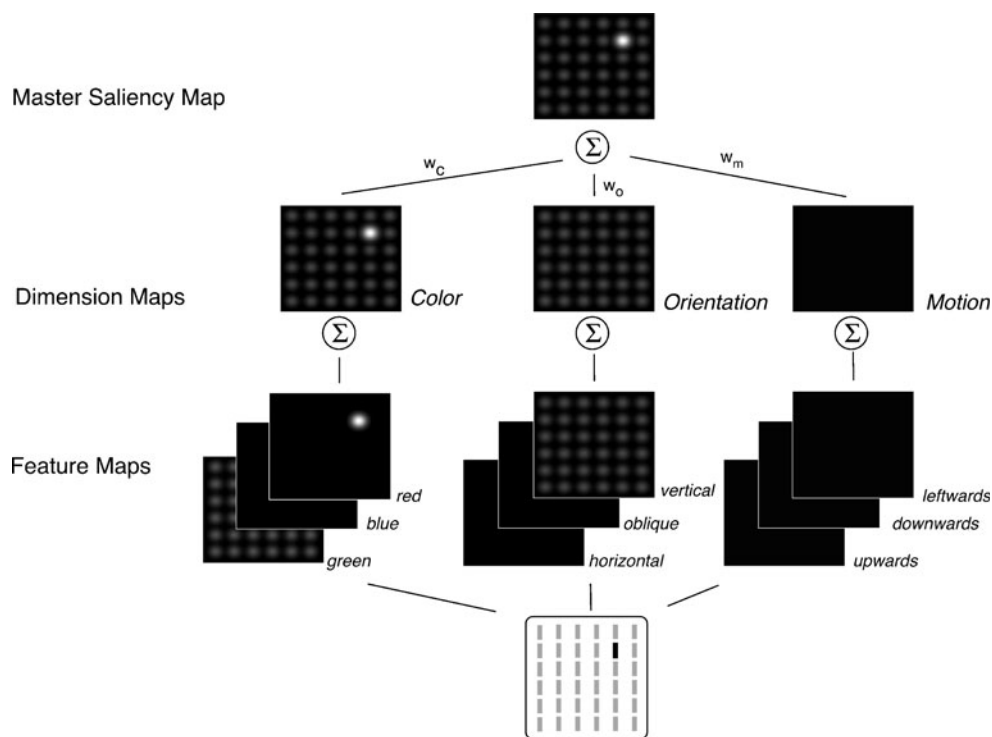 Master Saliency Map
Σ
w_c
w_o
w_m
Dimension Maps
Color
Orientation
Motion
Σ
Σ
Σ
Feature Maps
red
blue
green
vertical
oblique
horizontal
leftwards
downwards
upwards